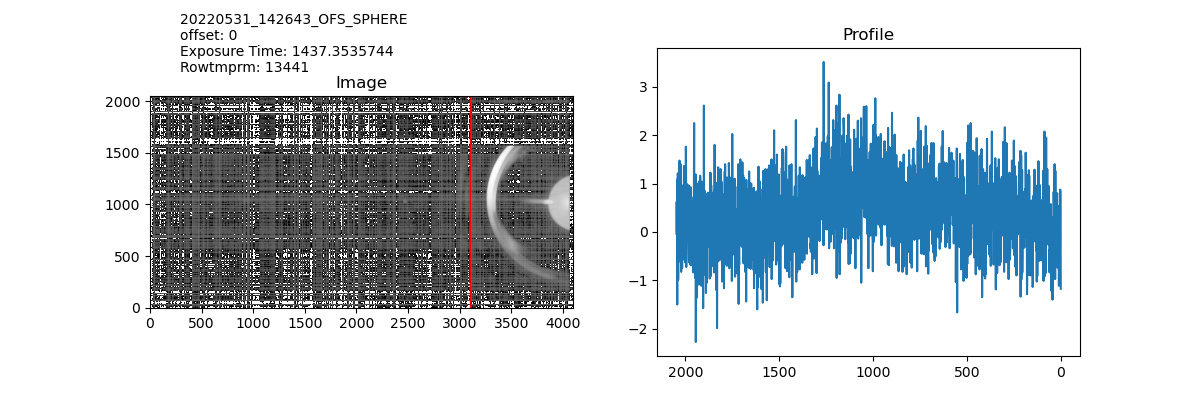 20220531_142643_OFS_SPHERE
offset: 0
Exposure Time: 1437.3535744
Rowtmprm: 13441
Image
2000
1500
1000
500
0
0 500 1000 1500 2000 2500 3000 3500 4000
Profile
3
2
1
0
−1
−2
2000 1500 1000 500 0